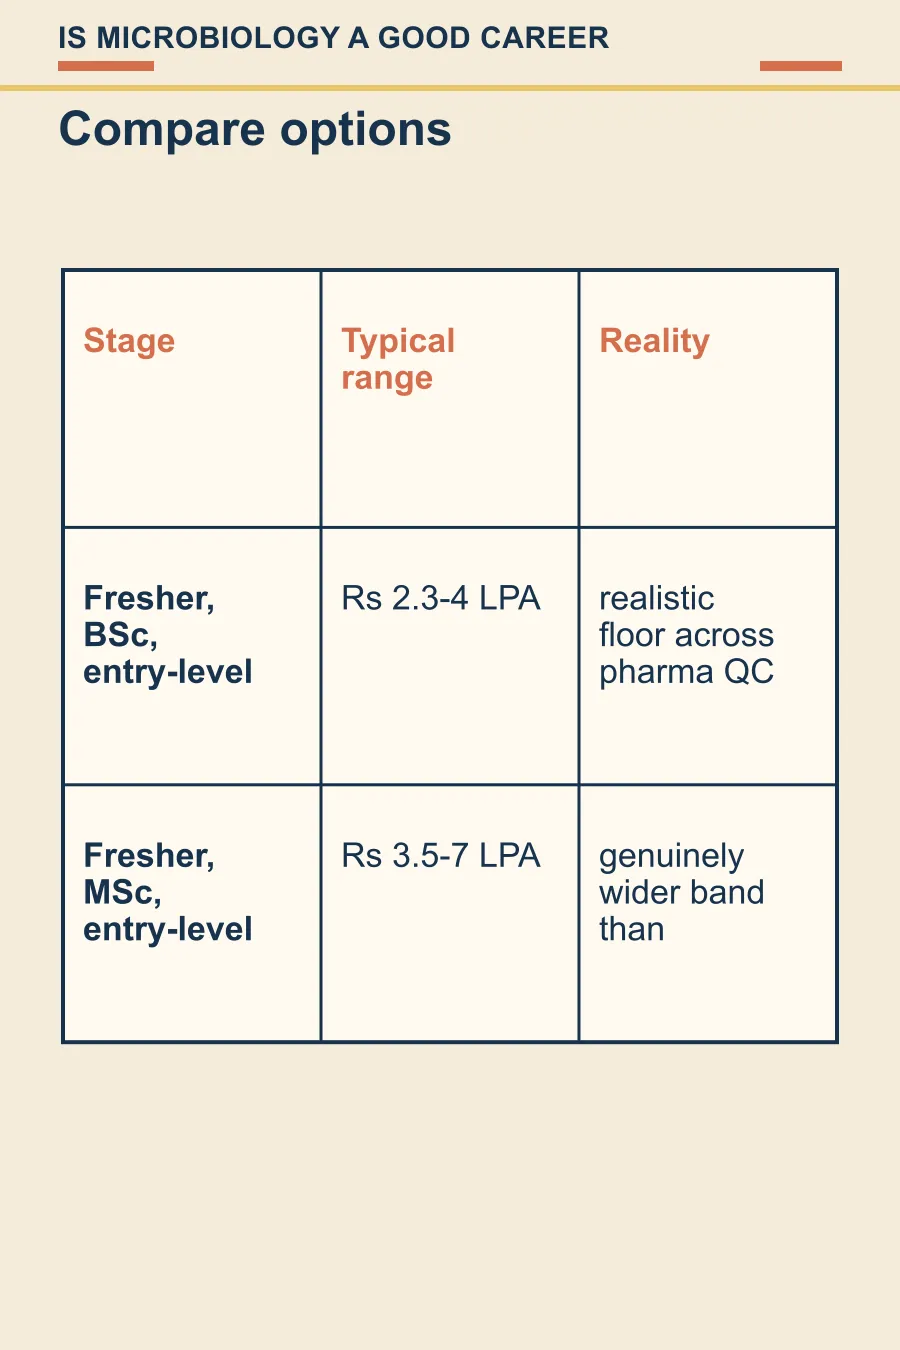 IS MICROBIOLOGY A GOOD CAREER
Compare options
Stage
Typical
range
Reality
Fresher,
BSc,
entry-level
Rs 2.3-4 LPA
realistic
floor across
pharma QC
Fresher,
MSc,
entry-level
Rs 3.5-7 LPA
genuinely
wider band
than